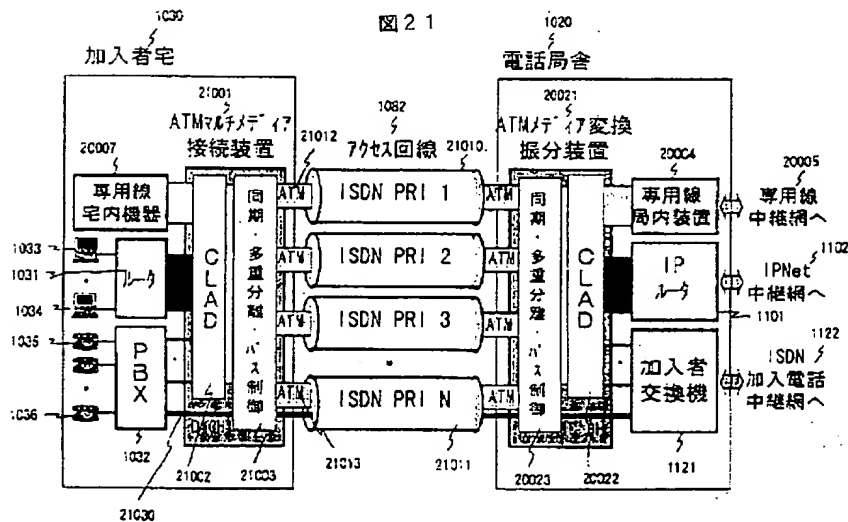 図21
1030
加入者宅
1020
電話局舎
21001
ATMマルチメディア
接続装置
21012
1082
アクセス回線
21010
20021
ATMメディア変換
振分装置
20007
専用線
宅内機器
20004
専用線
局内装置
20005
専用線
中継網へ
1033
1031
ルータ
1034
1035
PBX
1036
1032
CLAD
同期・多重分離・パス制御
ATM
ISDN PRI 1
ATM
ATM
ISDN PRI 2
ATM
ATM
ISDN PRI 3
ATM
ATM
ISDN PRI N
ATM
同期・多重分離・パス制御
CLAD
IP
ルータ
1102
IPNet
中継網へ
1101
加入者
交換機
1122
ISDN
加入電話
中継網へ
1121
21002
21003
21013
21011
20023
20022
21030